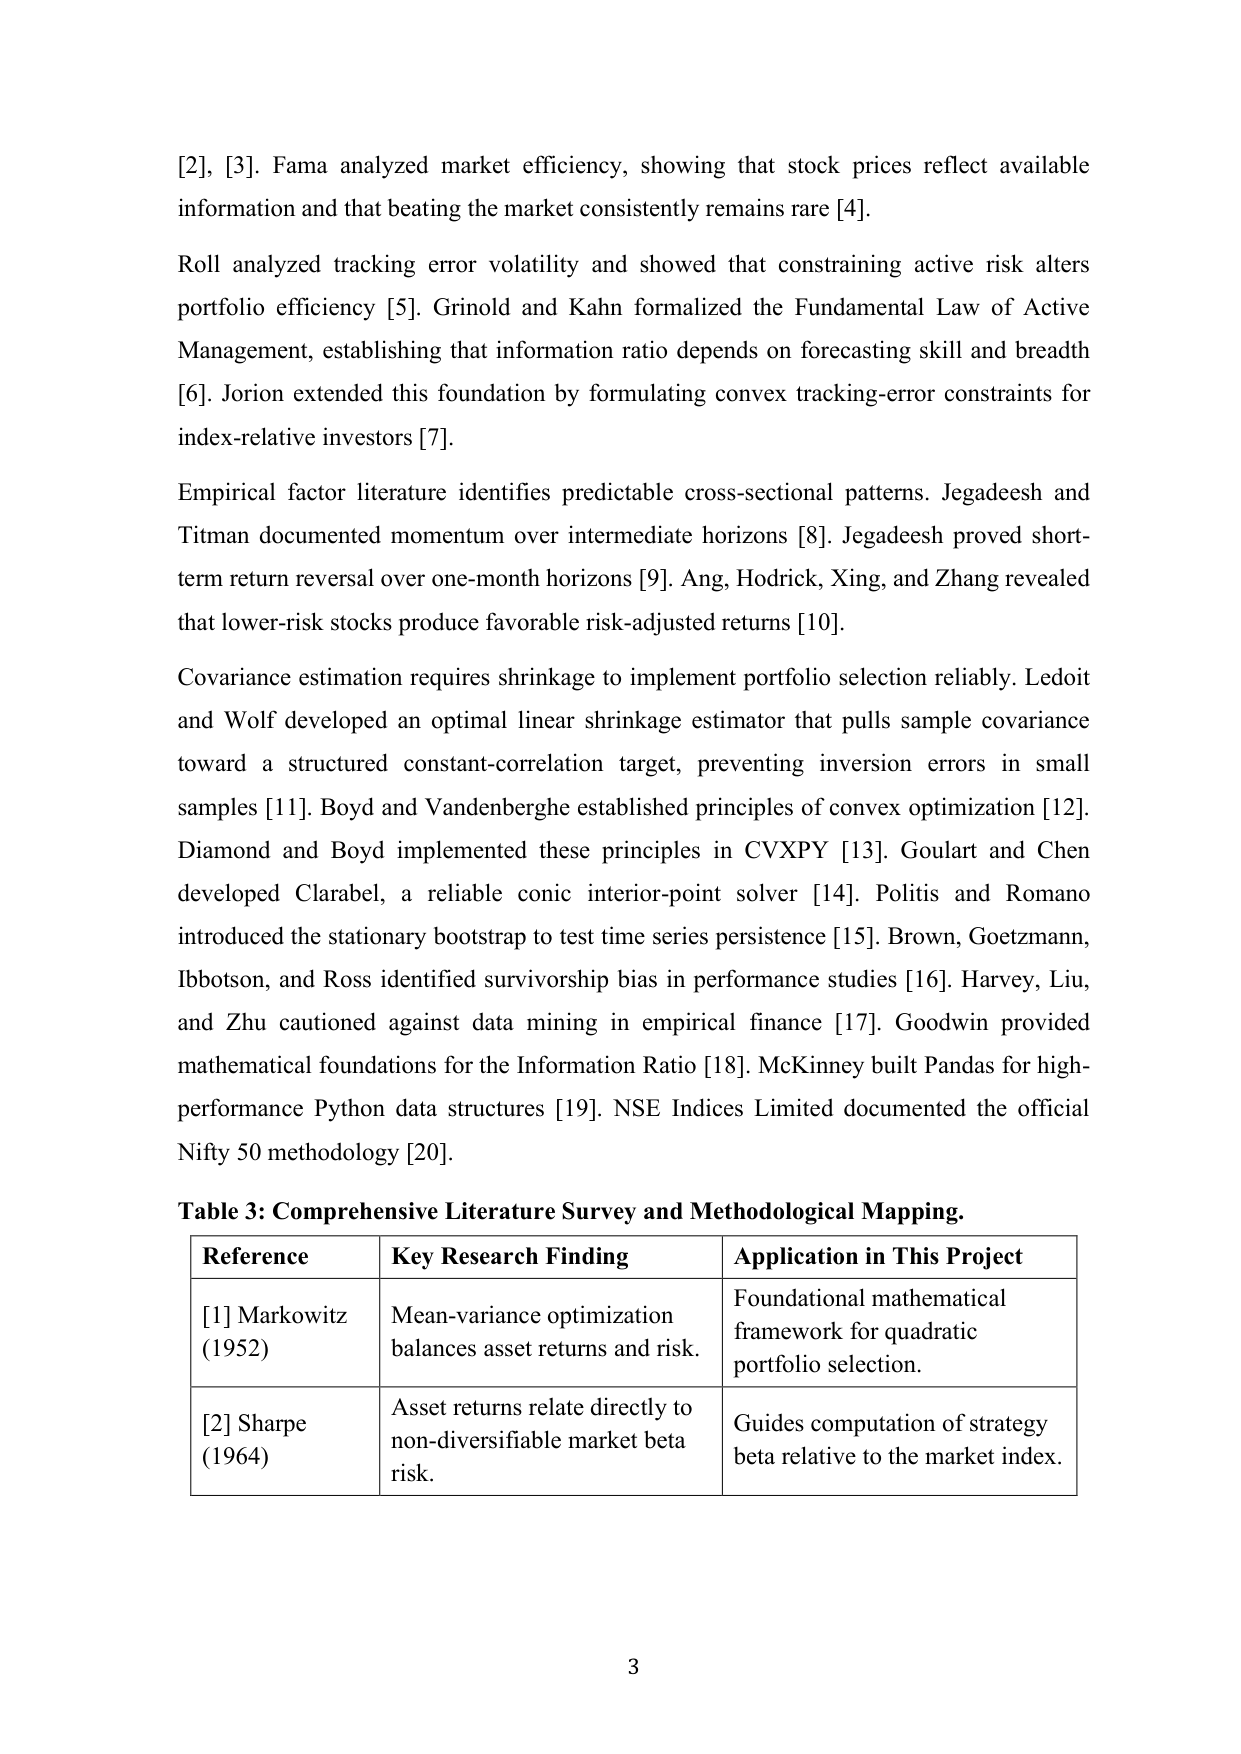 [2], [3]. Fama analyzed market efficiency, showing that stock prices reflect available
information and that beating the market consistently remains rare [4].
Roll analyzed tracking error volatility and showed that constraining active risk alters
portfolio efficiency [5]. Grinold and Kahn formalized the Fundamental Law of Active
Management, establishing that information ratio depends on forecasting skill and breadth
[6]. Jorion extended this foundation by formulating convex tracking-error constraints for
index-relative investors [7].
Empirical factor literature identifies predictable cross-sectional patterns. Jegadeesh and
Titman documented momentum over intermediate horizons [8]. Jegadeesh proved short-
term return reversal over one-month horizons [9]. Ang, Hodrick, Xing, and Zhang revealed
that lower-risk stocks produce favorable risk-adjusted returns [10].
Covariance estimation requires shrinkage to implement portfolio selection reliably. Ledoit
and Wolf developed an optimal linear shrinkage estimator that pulls sample covariance
toward a structured constant-correlation target, preventing inversion errors in small
samples [11]. Boyd and Vandenberghe established principles of convex optimization [12].
Diamond and Boyd implemented these principles in CVXPY [13]. Goulart and Chen
developed Clarabel, a reliable conic interior-point solver [14]. Politis and Romano
introduced the stationary bootstrap to test time series persistence [15]. Brown, Goetzmann,
Ibbotson, and Ross identified survivorship bias in performance studies [16]. Harvey, Liu,
and Zhu cautioned against data mining in empirical finance [17]. Goodwin provided
mathematical foundations for the Information Ratio [18]. McKinney built Pandas for high-
performance Python data structures [19]. NSE Indices Limited documented the official
Nifty 50 methodology [20].
Table 3: Comprehensive Literature Survey and Methodological Mapping.
Reference Key Research Finding Application in This Project
[1] Markowitz
(1952)
Mean-variance optimization
balances asset returns and risk.
Foundational mathematical
framework for quadratic
portfolio selection.
[2] Sharpe
(1964)
Asset returns relate directly to
non-diversifiable market beta
risk.
Guides computation of strategy
beta relative to the market index.
3